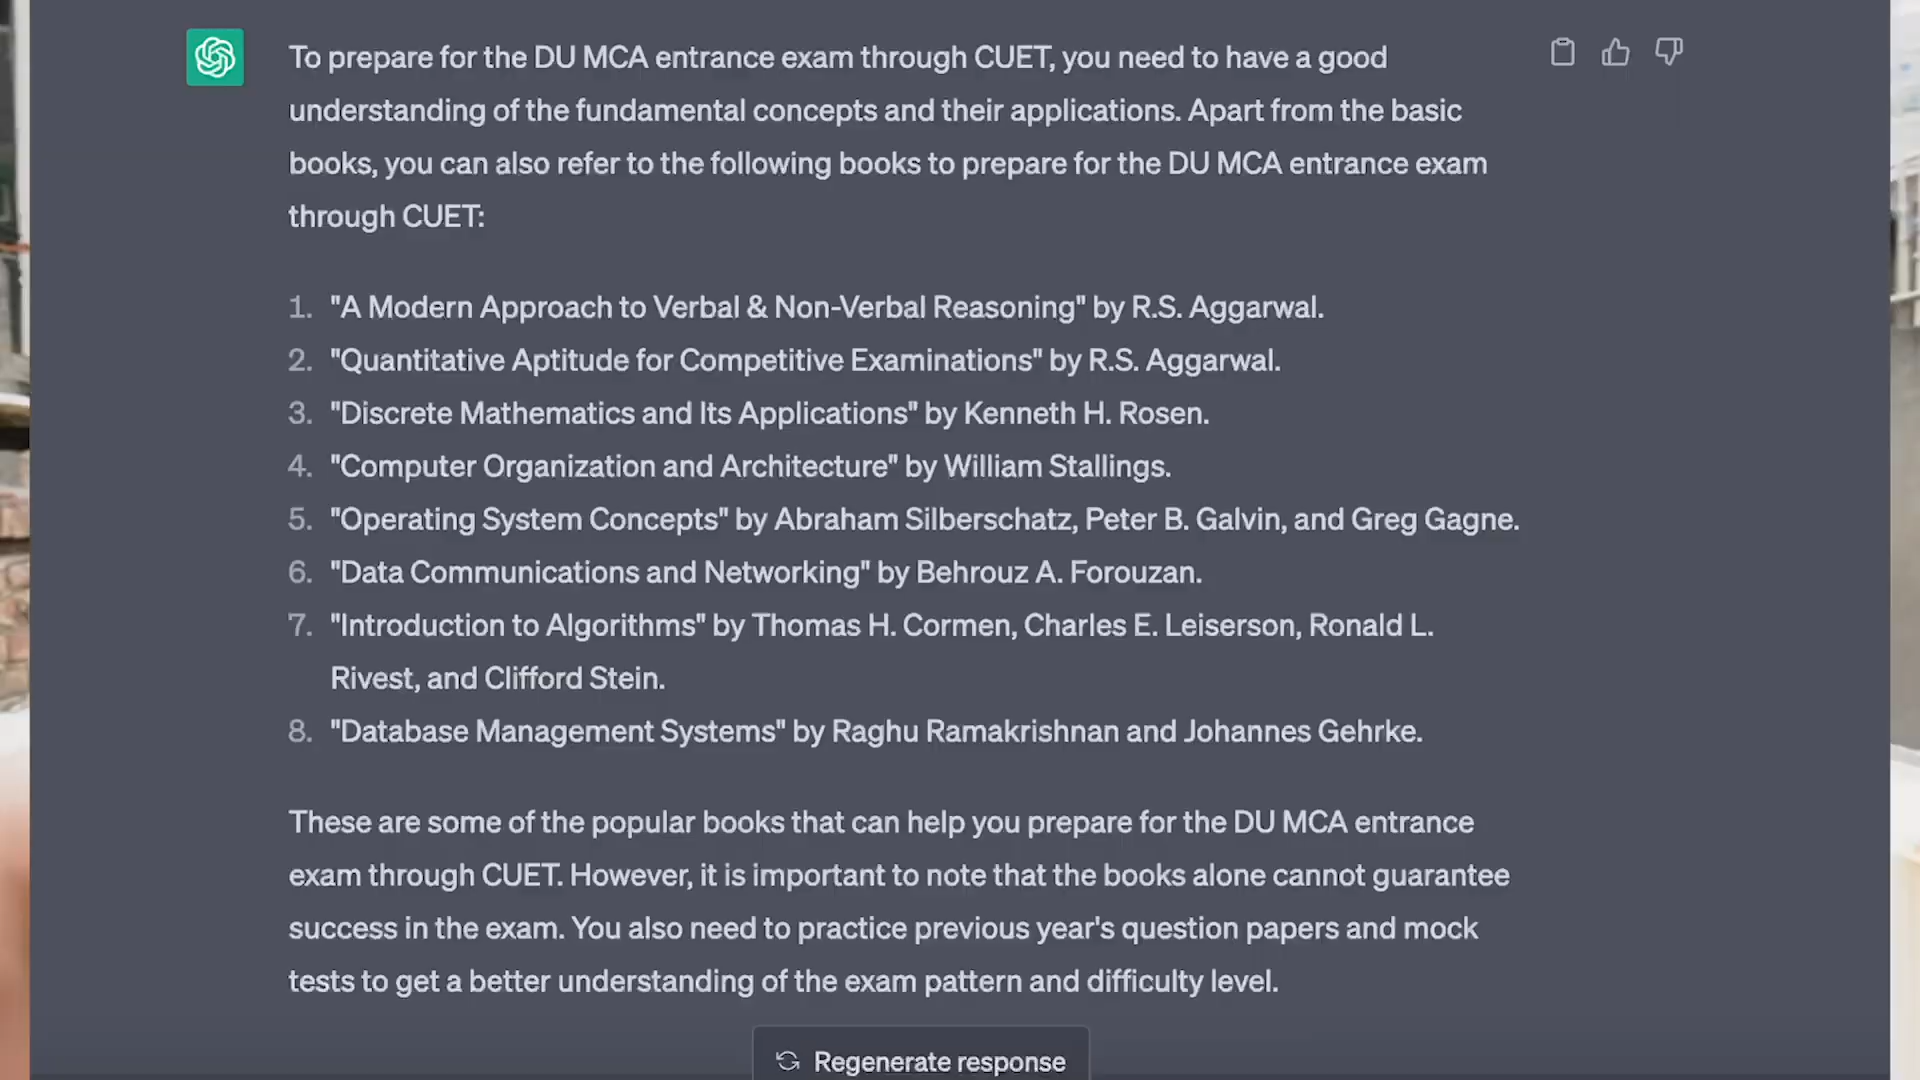 To prepare for the DU MCA entrance exam through CUET, you need to have a good
understanding of the fundamental concepts and their applications. Apart from the basic
books, you can also refer to the following books to prepare for the DU MCA entrance exam
through CUET:
1. "A Modern Approach to Verbal & Non-Verbal Reasoning" by R.S. Aggarwal.
2. "Quantitative Aptitude for Competitive Examinations" by R.S. Aggarwal.
3. "Discrete Mathematics and Its Applications" by Kenneth H. Rosen.
4. "Computer Organization and Architecture" by William Stallings.
5. "Operating System Concepts" by Abraham Silberschatz, Peter B. Galvin, and Greg Gagne.
6. "Data Communications and Networking" by Behrouz A. Forouzan.
7. "Introduction to Algorithms" by Thomas H. Cormen, Charles E. Leiserson, Ronald L.
Rivest, and Clifford Stein.
8. "Database Management Systems" by Raghu Ramakrishnan and Johannes Gehrke.
These are some of the popular books that can help you prepare for the DU MCA entrance
exam through CUET. However, it is important to note that the books alone cannot guarantee
success in the exam. You also need to practice previous year's question papers and mock
tests to get a better understanding of the exam pattern and difficulty level.
Regenerate response